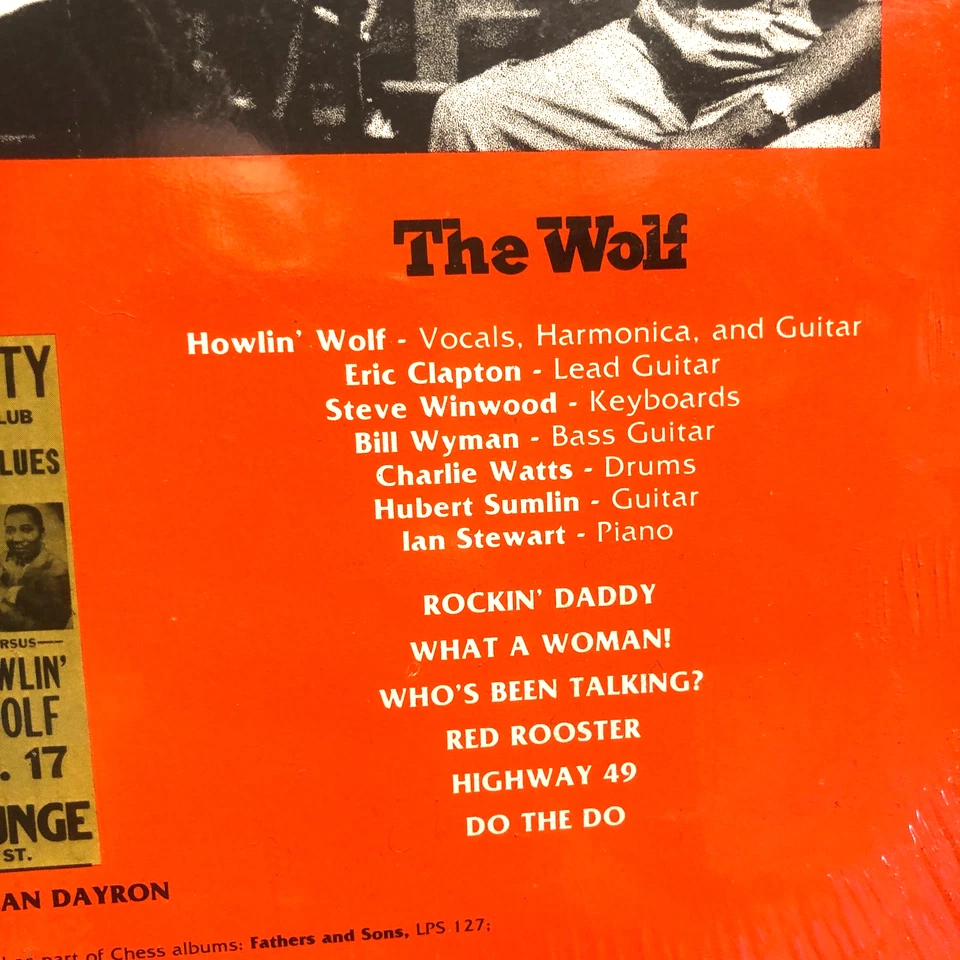 The Wolf
Howlin' Wolf - Vocals, Harmonica, and Guitar
Eric Clapton - Lead Guitar
Steve Winwood - Keyboards
Bill Wyman - Bass Guitar
Charlie Watts - Drums
Hubert Sumlin - Guitar
Ian Stewart - Piano
ROCKIN' DADDY
WHAT A WOMAN!
WHO'S BEEN TALKING?
RED ROOSTER
HIGHWAY 49
DO THE DO
TY
LUB
LUES
RSUS—
WLIN'
OLF
. 17
UNGE
ST.
AN DAYRON
part of Chess albums: Fathers and Sons, LPS 127;